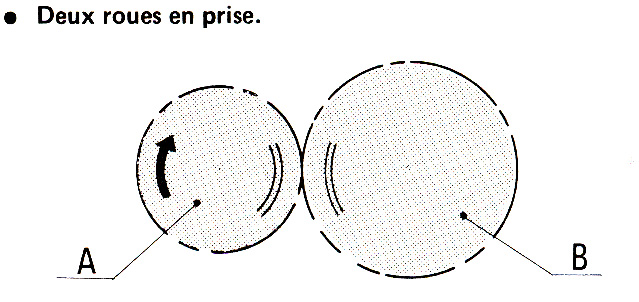 ● Deux roues en prise.
A
B